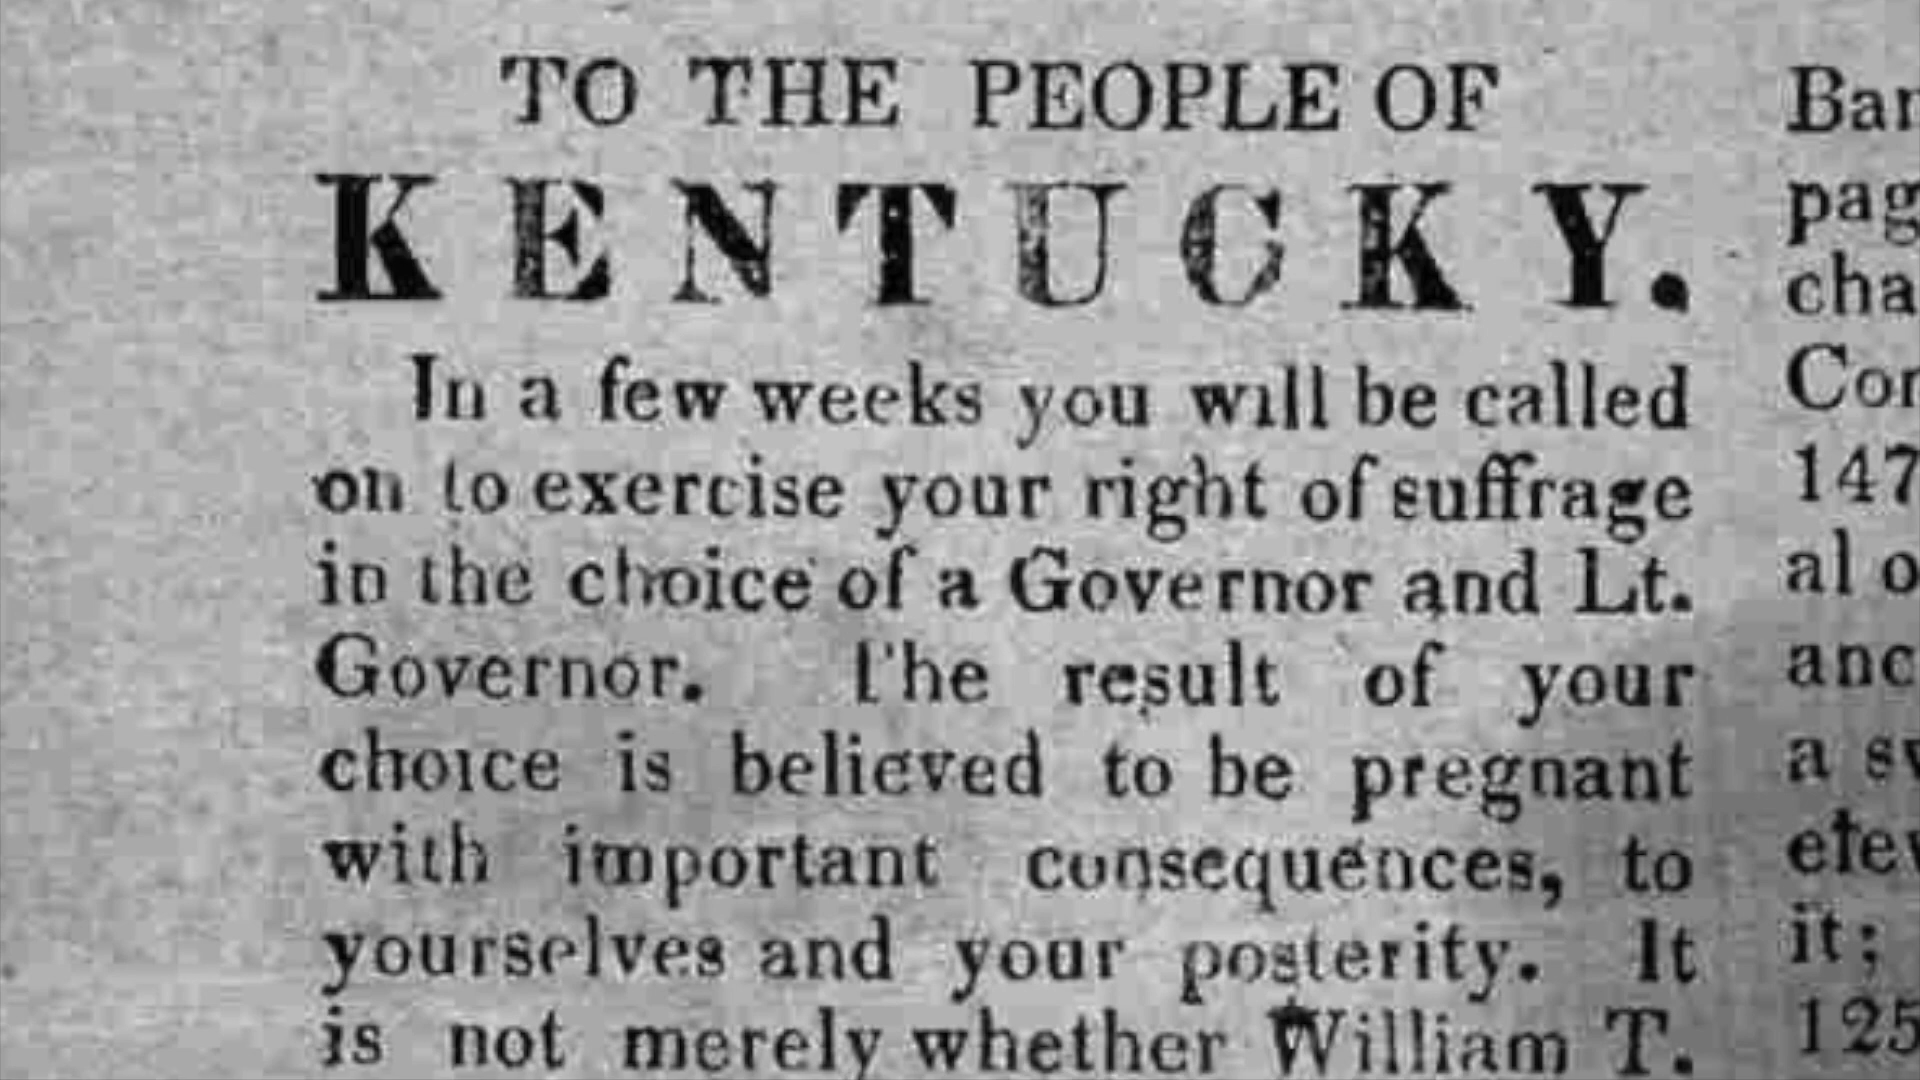 TO THE PEOPLE OF
KENTUCKY.
In a few weeks you will be called
on to exercise your right of suffrage
in the choice of a Governor and Lt.
Governor. The result of your
choice is believed to be pregnant
with important consequences, to
yourselves and your posterity. It
is not merely whether William T.
Ban
pag
cha
Con
147
al o
anc
a sw
it;
125